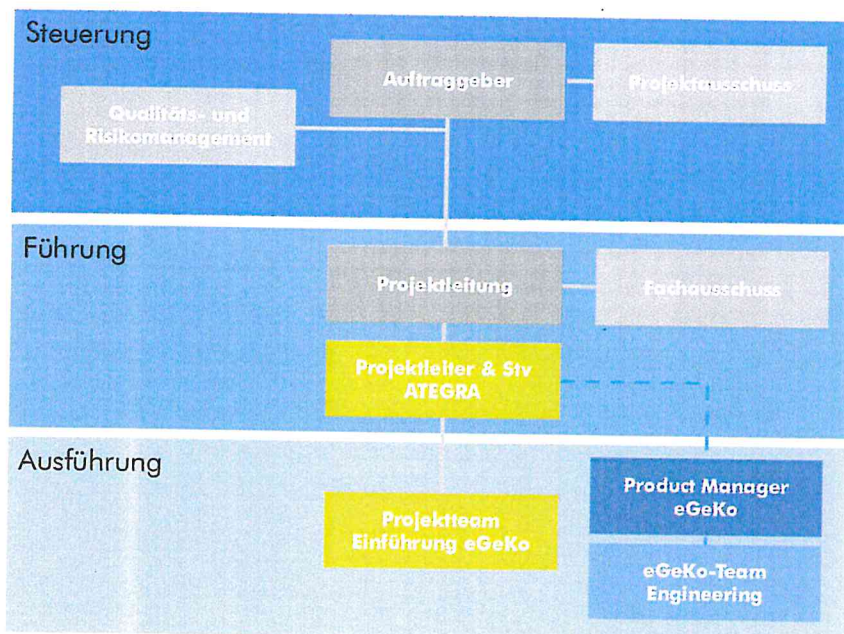 Steuerung
Auftraggeber
Projektausschuss
Qualitäts- und
Risikomanagement
Führung
Projektleitung
Fachausschuss
Projektleiter & Stv
ATEGRA
Ausführung
Product Manager
eGeKo
Projektteam
Einführung eGeKo
eGeKo-Team
Engineering